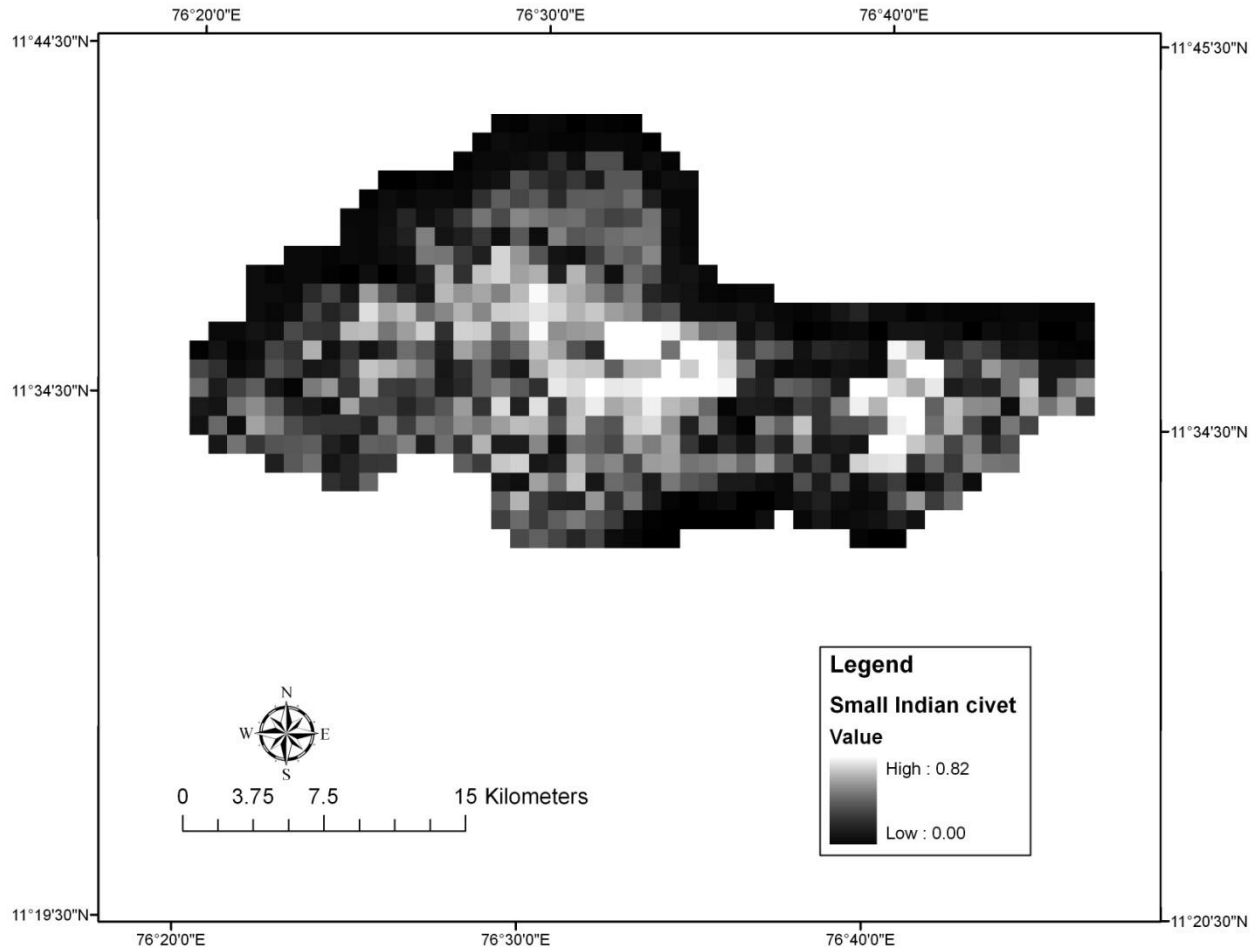 76°20'0"E 76°30'0"E 76°40'0"E
11°44'30"N
11°45'30"N
11°34'30"N
11°34'30"N
Legend
Small Indian civet
Value
High : 0.82
Low : 0.00
N
W E
S
0 3.75 7.5 15 Kilometers
11°19'30"N
11°20'30"N
76°20'0"E 76°30'0"E 76°40'0"E